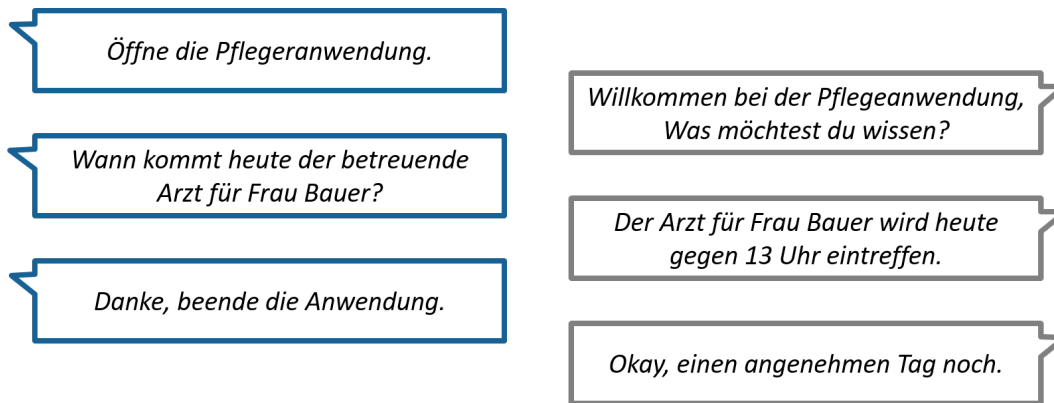 Öffne die Pflegeranwendung.
Willkommen bei der Pflegeanwendung,
Was möchtest du wissen?
Wann kommt heute der betreuende
Arzt für Frau Bauer?
Der Arzt für Frau Bauer wird heute
gegen 13 Uhr eintreffen.
Danke, beende die Anwendung.
Okay, einen angenehmen Tag noch.